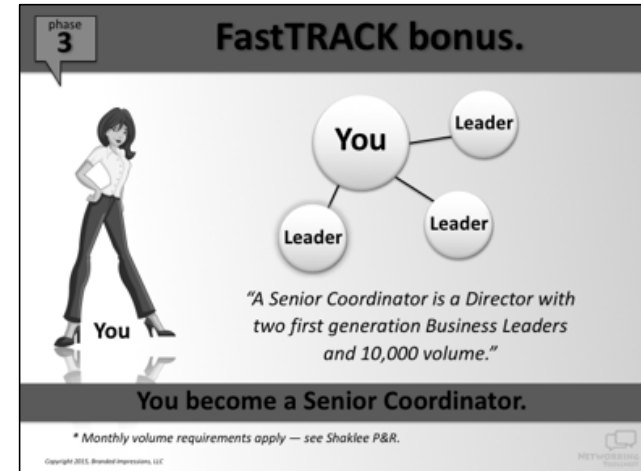 phase
3
FastTRACK bonus.
You
Leader
Leader
Leader
You
"A Senior Coordinator is a Director with
two first generation Business Leaders
and 10,000 volume."
You become a Senior Coordinator.
* Monthly volume requirements apply — see Shaklee P&R.
Copyright 2015, Branded Impressions, LLC
NETWORKING